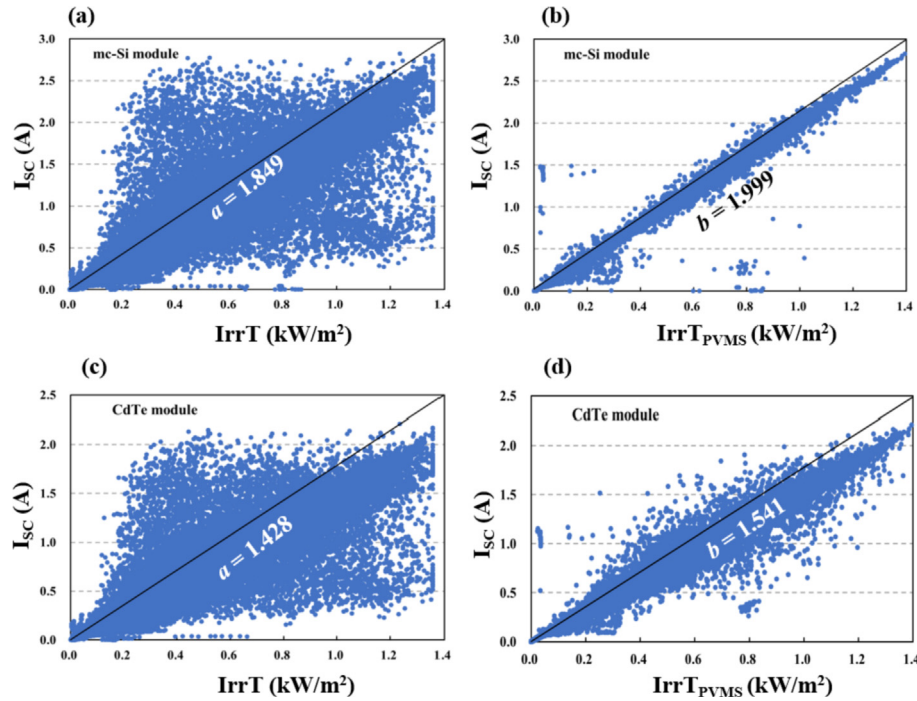 (a)
mc-Si module
I_SC (A)
3.0
2.5
2.0
1.5
1.0
0.5
0.0
a = 1.849
0.0 0.2 0.4 0.6 0.8 1.0 1.2 1.4
IrrT (kW/m²)
(b)
mc-Si module
I_SC (A)
3.0
2.5
2.0
1.5
1.0
0.5
0.0
b = 1.999
0.0 0.2 0.4 0.6 0.8 1.0 1.2 1.4
IrrT_PVMS (kW/m²)
(c)
CdTe module
I_SC (A)
2.5
2.0
1.5
1.0
0.5
0.0
a = 1.428
0.0 0.2 0.4 0.6 0.8 1.0 1.2 1.4
IrrT (kW/m²)
(d)
CdTe module
I_SC (A)
2.5
2.0
1.5
1.0
0.5
0.0
b = 1.541
0.0 0.2 0.4 0.6 0.8 1.0 1.2 1.4
IrrT_PVMS (kW/m²)